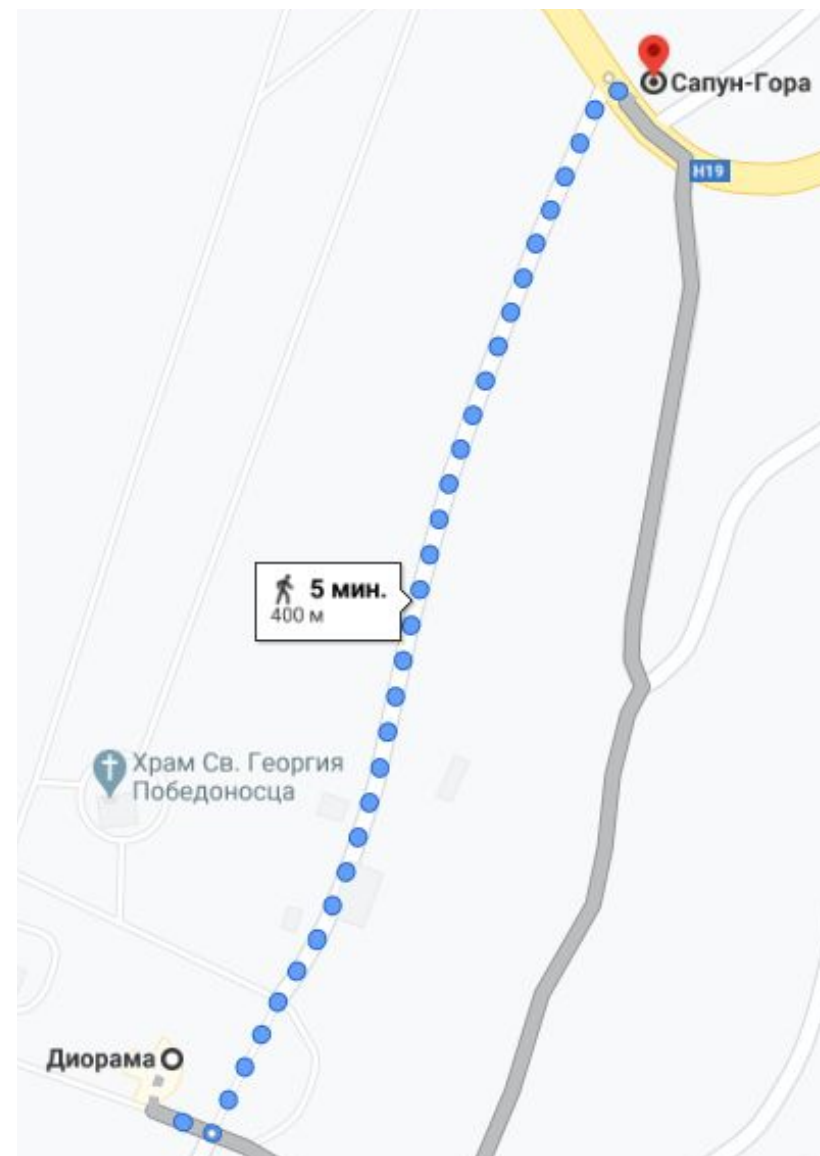 Сапун-Гора
H19
5 мин.
400 м
Храм Св. Георгия
Победоносца
Диорама